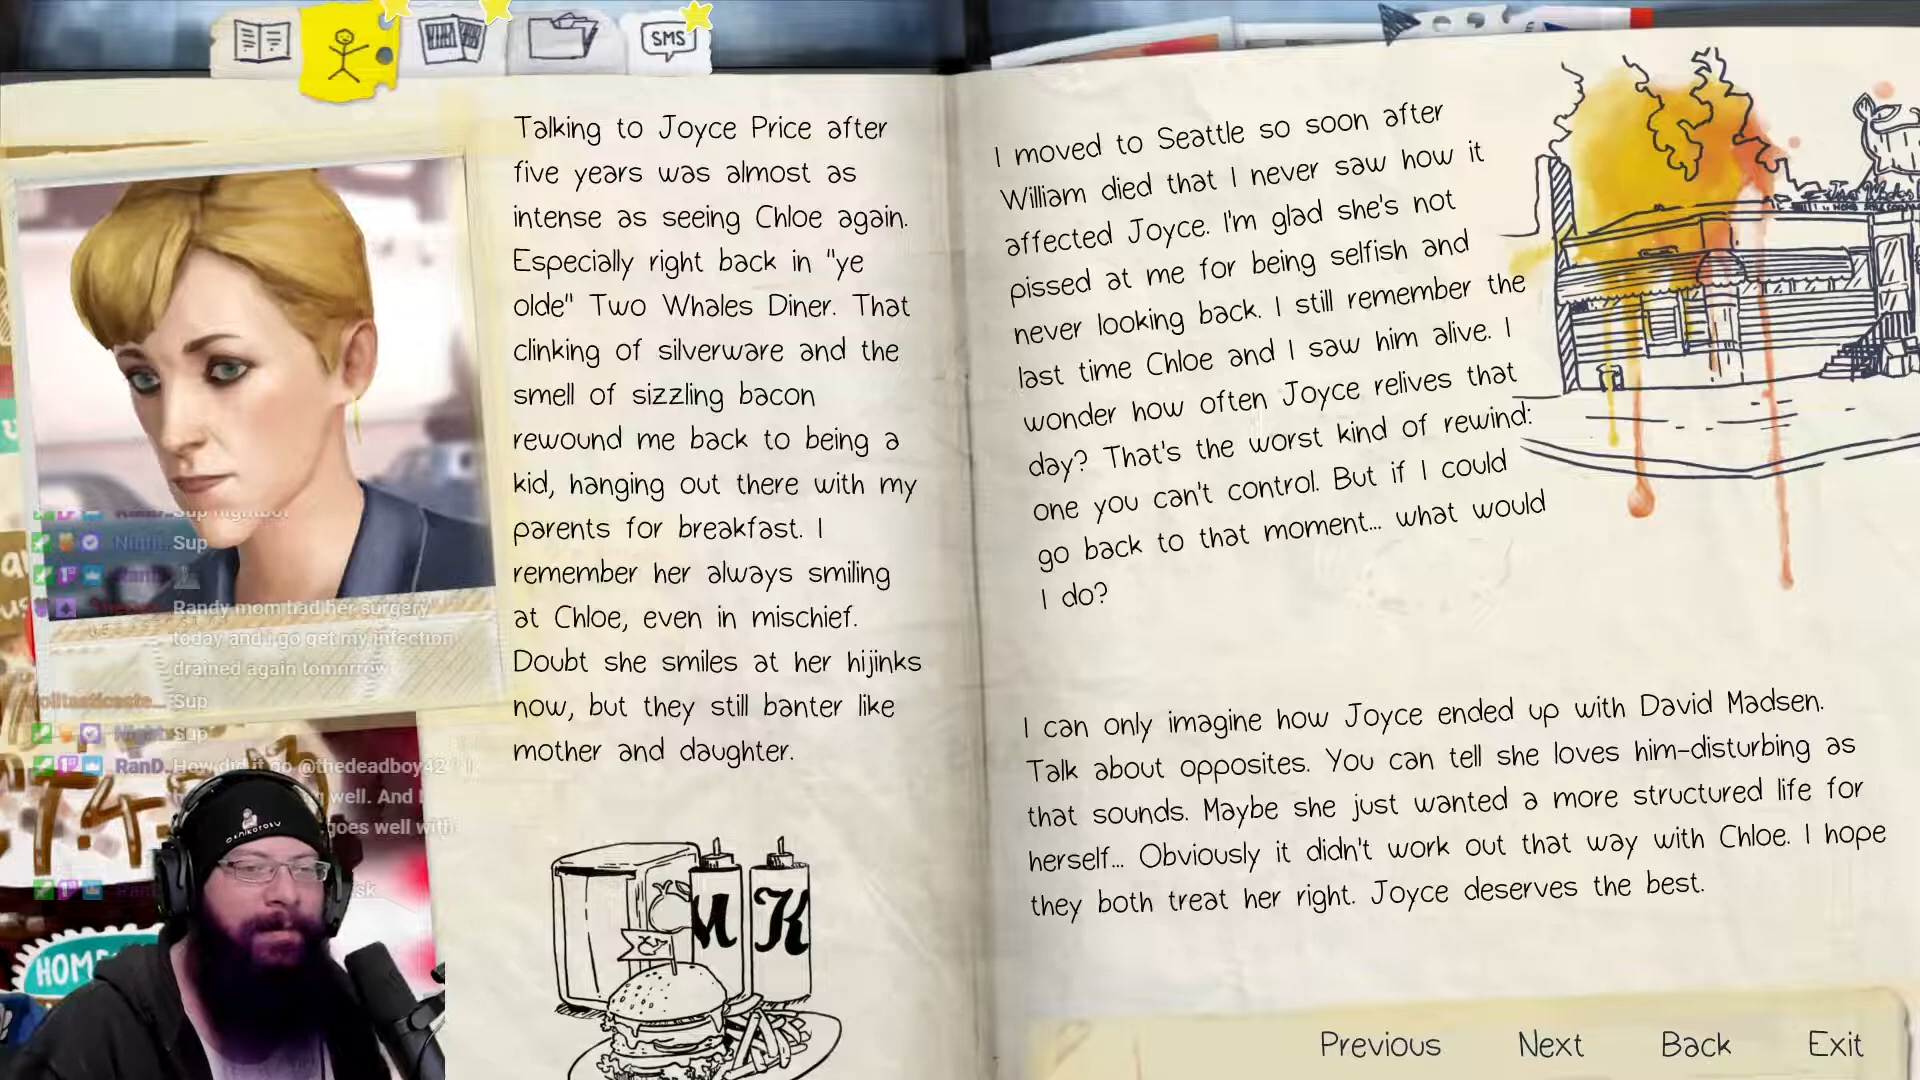 SMS
Talking to Joyce Price after
five years was almost as
intense as seeing Chloe again.
Especially right back in "ye
olde" Two Whales Diner. That
clinking of silverware and the
smell of sizzling bacon
rewound me back to being a
kid, hanging out there with my
parents for breakfast. I
remember her always smiling
at Chloe, even in mischief.
Doubt she smiles at her hijinks
now, but they still banter like
mother and daughter.
I moved to Seattle so soon after
William died that I never saw how it
affected Joyce. I'm glad she's not
pissed at me for being selfish and
never looking back. I still remember the
last time Chloe and I saw him alive. I
wonder how often Joyce relives that
day? That's the worst kind of rewind:
one you can't control. But if I could
go back to that moment... what would
I do?
I can only imagine how Joyce ended up with David Madsen.
Talk about opposites. You can tell she loves him-disturbing as
that sounds. Maybe she just wanted a more structured life for
herself... Obviously it didn't work out that way with Chloe. I hope
they both treat her right. Joyce deserves the best.
Sup nightbot
Sup
Randy mom had her surgery
today and i go get my infection
drained again tomorrow
Sup
Sup
RanD.. How did it go @thedeadboy42
well. And
goes well with
M K
HOME
Previous Next Back Exit